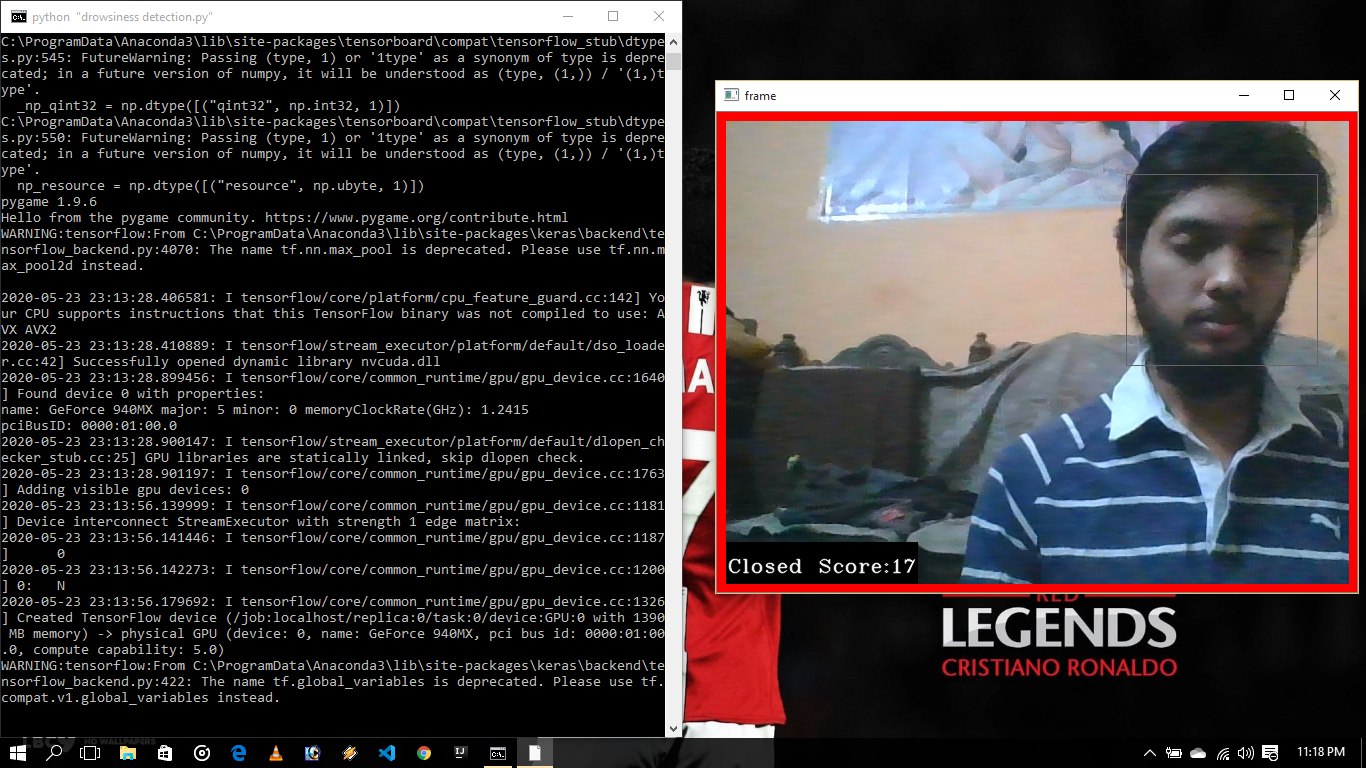 python "drowsiness detection.py"
C:\ProgramData\Anaconda3\lib\site-packages\tensorboard\compat\tensorflow_stub\dtype
s.py:545: FutureWarning: Passing (type, 1) or '1type' as a synonym of type is depre
cated; in a future version of numpy, it will be understood as (type, (1,)) / '(1,)t
ype'.
  _np_qint32 = np.dtype([("qint32", np.int32, 1)])
C:\ProgramData\Anaconda3\lib\site-packages\tensorboard\compat\tensorflow_stub\dtype
s.py:550: FutureWarning: Passing (type, 1) or '1type' as a synonym of type is depre
cated; in a future version of numpy, it will be understood as (type, (1,)) / '(1,)t
ype'.
  np_resource = np.dtype([("resource", np.ubyte, 1)])
pygame 1.9.6
Hello from the pygame community. https://www.pygame.org/contribute.html
WARNING:tensorflow:From C:\ProgramData\Anaconda3\lib\site-packages\keras\backend\te
nsorflow_backend.py:4070: The name tf.nn.max_pool is deprecated. Please use tf.nn.m
ax_pool2d instead.
2020-05-23 23:13:28.406581: I tensorflow/core/platform/cpu_feature_guard.cc:142] Yo
ur CPU supports instructions that this TensorFlow binary was not compiled to use: A
VX AVX2
2020-05-23 23:13:28.410889: I tensorflow/stream_executor/platform/default/dso_loade
r.cc:42] Successfully opened dynamic library nvcuda.dll
2020-05-23 23:13:28.899456: I tensorflow/core/common_runtime/gpu/gpu_device.cc:1640
] Found device 0 with properties:
name: GeForce 940MX major: 5 minor: 0 memoryClockRate(GHz): 1.2415
pciBusID: 0000:01:00.0
2020-05-23 23:13:28.900147: I tensorflow/stream_executor/platform/default/dlopen_ch
ecker_stub.cc:25] GPU libraries are statically linked, skip dlopen check.
2020-05-23 23:13:28.901197: I tensorflow/core/common_runtime/gpu/gpu_device.cc:1763
] Adding visible gpu devices: 0
2020-05-23 23:13:56.139999: I tensorflow/core/common_runtime/gpu/gpu_device.cc:1181
] Device interconnect StreamExecutor with strength 1 edge matrix:
2020-05-23 23:13:56.141446: I tensorflow/core/common_runtime/gpu/gpu_device.cc:1187
]      0
2020-05-23 23:13:56.142273: I tensorflow/core/common_runtime/gpu/gpu_device.cc:1200
] 0:   N
2020-05-23 23:13:56.179692: I tensorflow/core/common_runtime/gpu/gpu_device.cc:1326
] Created TensorFlow device (/job:localhost/replica:0/task:0/device:GPU:0 with 1390
 MB memory) -> physical GPU (device: 0, name: GeForce 940MX, pci bus id: 0000:01:00
.0, compute capability: 5.0)
WARNING:tensorflow:From C:\ProgramData\Anaconda3\lib\site-packages\keras\backend\te
nsorflow_backend.py:422: The name tf.global_variables is deprecated. Please use tf.
compat.v1.global_variables instead.
frame
Closed Score:17
RED
LEGENDS
CRISTIANO RONALDO
HD WALLPAPERS
11:18 PM